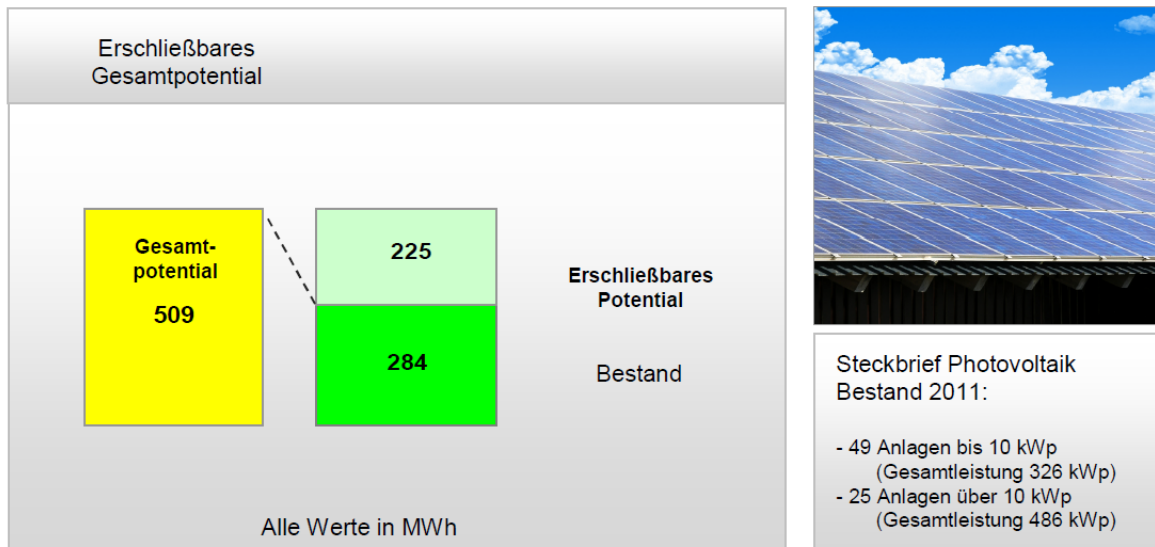 Erschließbares
Gesamtpotential
Gesamt-
potential
509
225
284
Erschließbares
Potential
Bestand
Alle Werte in MWh
Steckbrief Photovoltaik
Bestand 2011:
- 49 Anlagen bis 10 kWp
(Gesamtleistung 326 kWp)
- 25 Anlagen über 10 kWp
(Gesamtleistung 486 kWp)